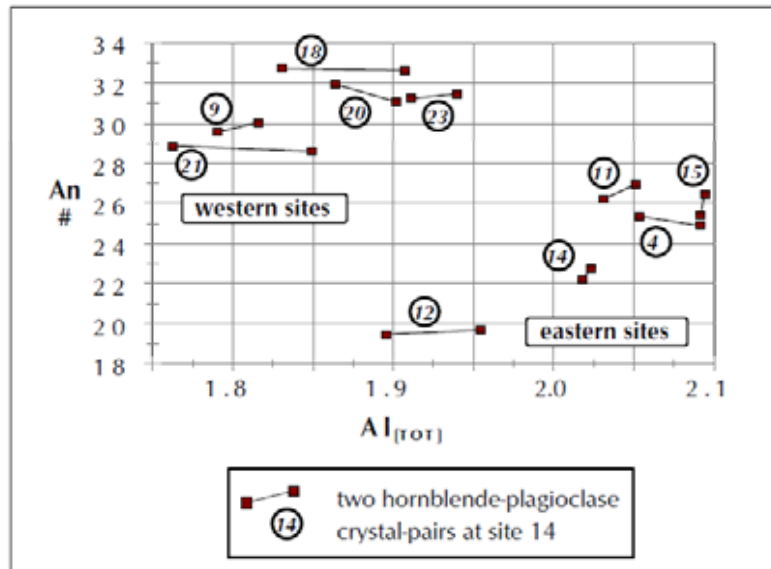 34
32
30
28
26
24
22
20
18
An
#
18
9
20
23
21
western sites
11
15
4
14
12
eastern sites
1.8 1.9 2.0 2.1
Al[TOT]
two hornblende-plagioclase
14 crystal-pairs at site 14